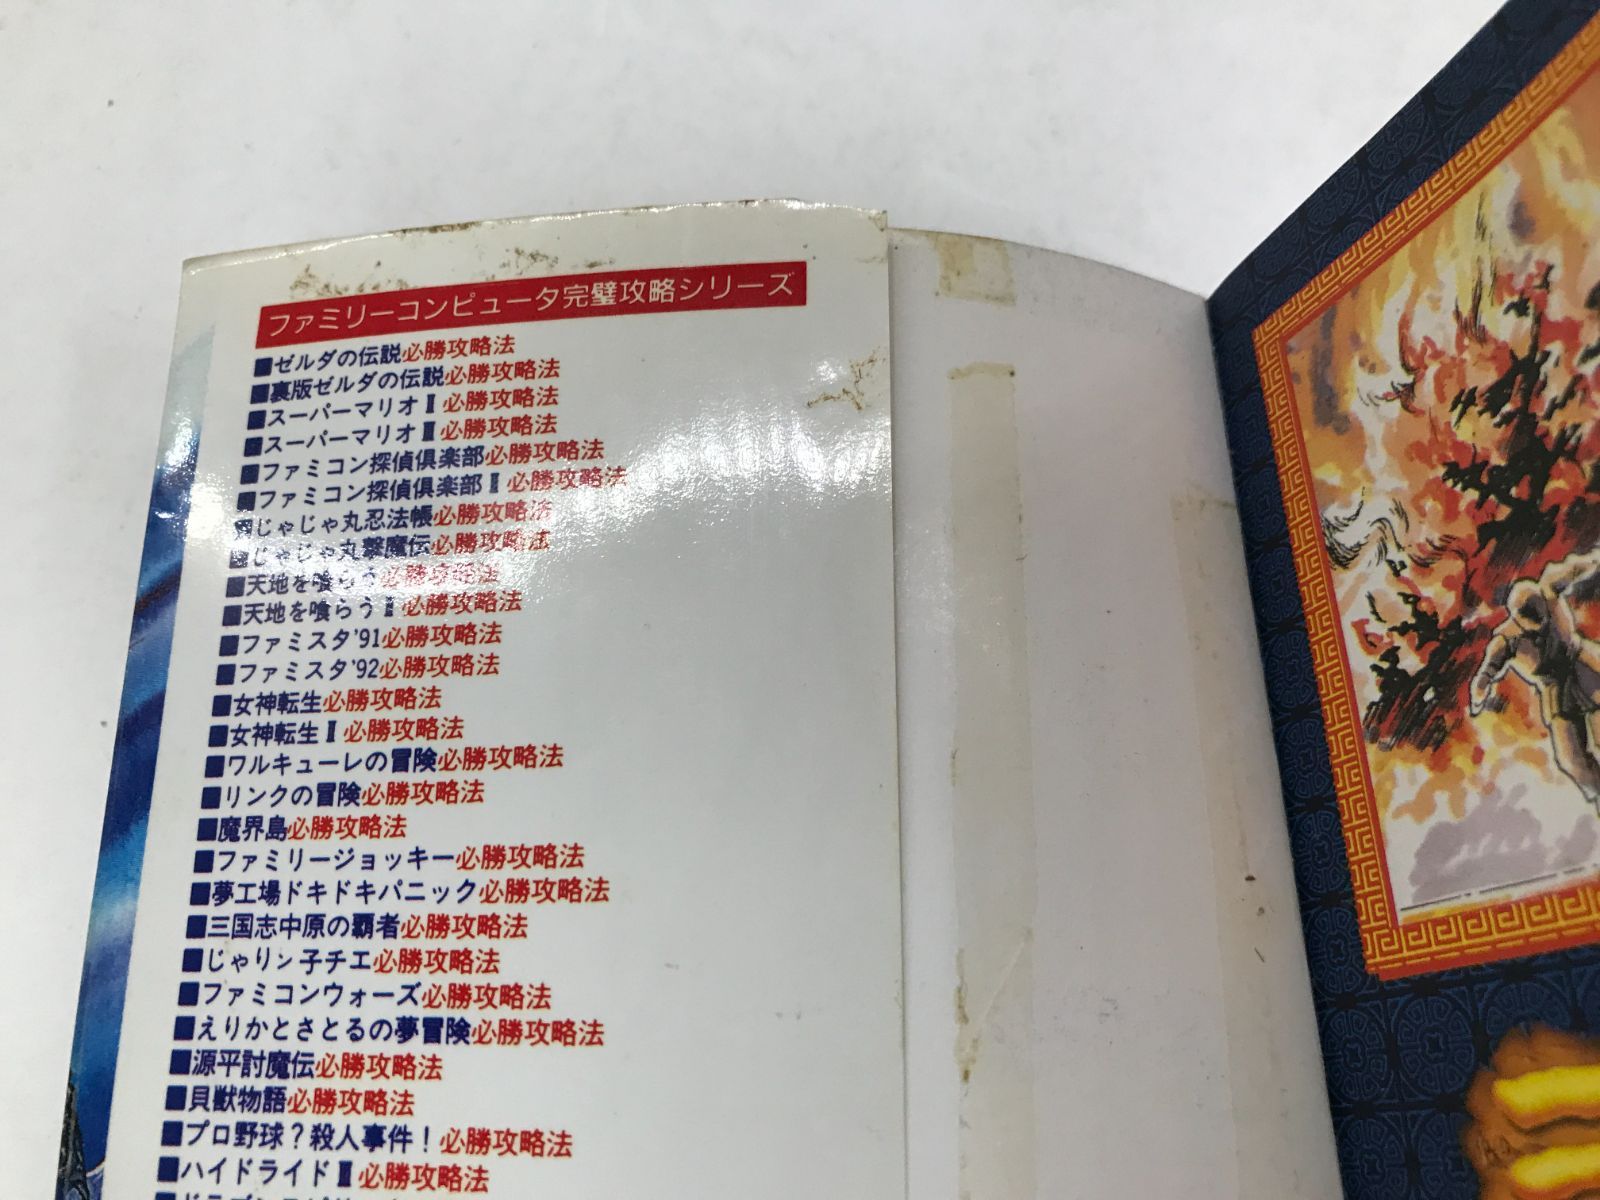 ファミリーコンピュータ完璧攻略シリーズ
■ゼルダの伝説必勝攻略法
■裏版ゼルダの伝説必勝攻略法
■スーパーマリオⅡ必勝攻略法
■スーパーマリオⅢ必勝攻略法
■ファミコン探偵倶楽部必勝攻略法
■ファミコン探偵倶楽部Ⅱ必勝攻略法
■じゃじゃ丸忍法帳必勝攻略法
■じゃじゃ丸撃魔伝必勝攻略法
■天地を喰らう必勝攻略法
■天地を喰らうⅡ必勝攻略法
■ファミスタ'91必勝攻略法
■ファミスタ'92必勝攻略法
■女神転生必勝攻略法
■女神転生Ⅱ必勝攻略法
■ワルキューレの冒険必勝攻略法
■リンクの冒険必勝攻略法
■魔界島必勝攻略法
■ファミリージョッキー必勝攻略法
■夢工場ドキドキパニック必勝攻略法
■三国志中原の覇者必勝攻略法
■じゃりン子チエ必勝攻略法
■ファミコンウォーズ必勝攻略法
■えりかとさとるの夢冒険必勝攻略法
■源平討魔伝必勝攻略法
■貝獣物語必勝攻略法
■プロ野球？殺人事件！必勝攻略法
■ハイドライドⅢ必勝攻略法